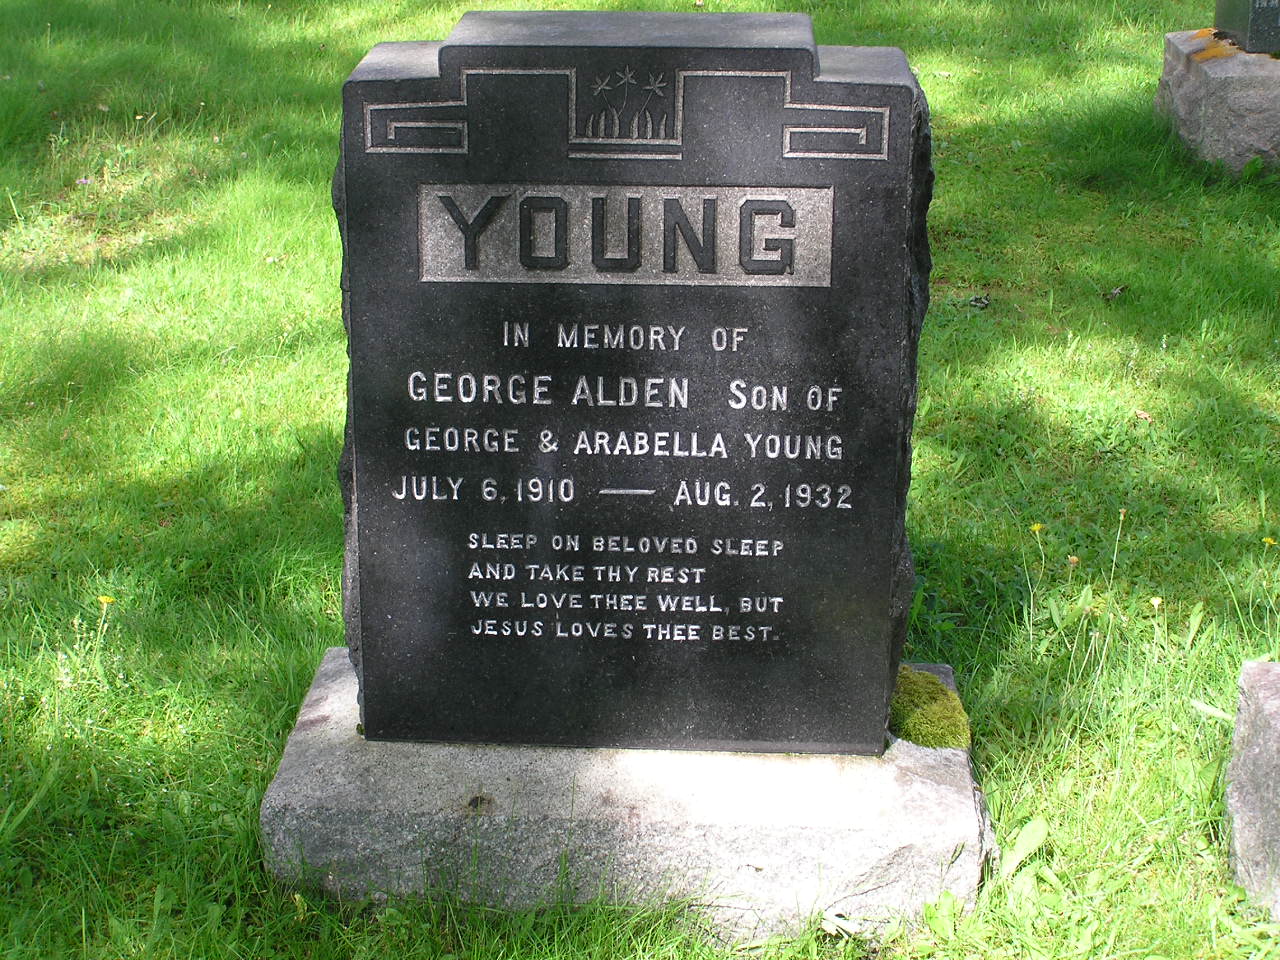 YOUNG
IN MEMORY OF
GEORGE ALDEN SON OF
GEORGE & ARABELLA YOUNG
JULY 6, 1910 — AUG. 2, 1932
SLEEP ON BELOVED SLEEP
AND TAKE THY REST
WE LOVE THEE WELL, BUT
JESUS LOVES THEE BEST.